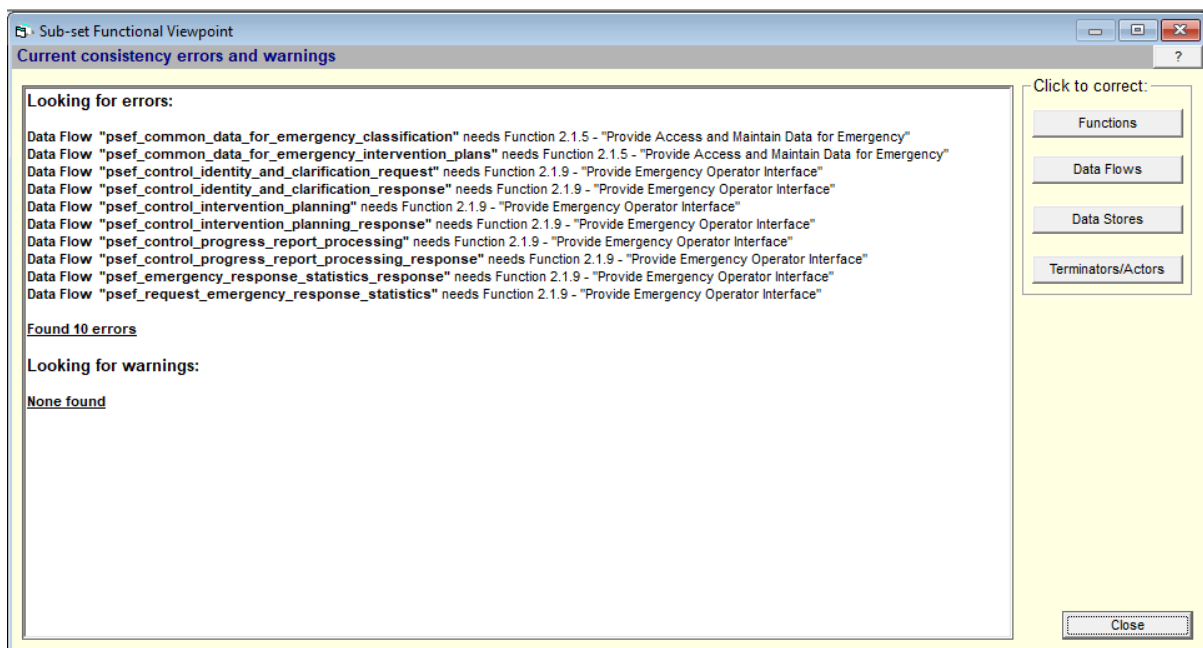 Sub-set Functional Viewpoint
Current consistency errors and warnings
?
Looking for errors:
Data Flow "psef_common_data_for_emergency_classification" needs Function 2.1.5 - "Provide Access and Maintain Data for Emergency"
Data Flow "psef_common_data_for_emergency_intervention_plans" needs Function 2.1.5 - "Provide Access and Maintain Data for Emergency"
Data Flow "psef_control_identity_and_clarification_request" needs Function 2.1.9 - "Provide Emergency Operator Interface"
Data Flow "psef_control_identity_and_clarification_response" needs Function 2.1.9 - "Provide Emergency Operator Interface"
Data Flow "psef_control_intervention_planning" needs Function 2.1.9 - "Provide Emergency Operator Interface"
Data Flow "psef_control_intervention_planning_response" needs Function 2.1.9 - "Provide Emergency Operator Interface"
Data Flow "psef_control_progress_report_processing" needs Function 2.1.9 - "Provide Emergency Operator Interface"
Data Flow "psef_control_progress_report_processing_response" needs Function 2.1.9 - "Provide Emergency Operator Interface"
Data Flow "psef_emergency_response_statistics_response" needs Function 2.1.9 - "Provide Emergency Operator Interface"
Data Flow "psef_request_emergency_response_statistics" needs Function 2.1.9 - "Provide Emergency Operator Interface"
Found 10 errors
Looking for warnings:
None found
Click to correct:
Functions
Data Flows
Data Stores
Terminators/Actors
Close